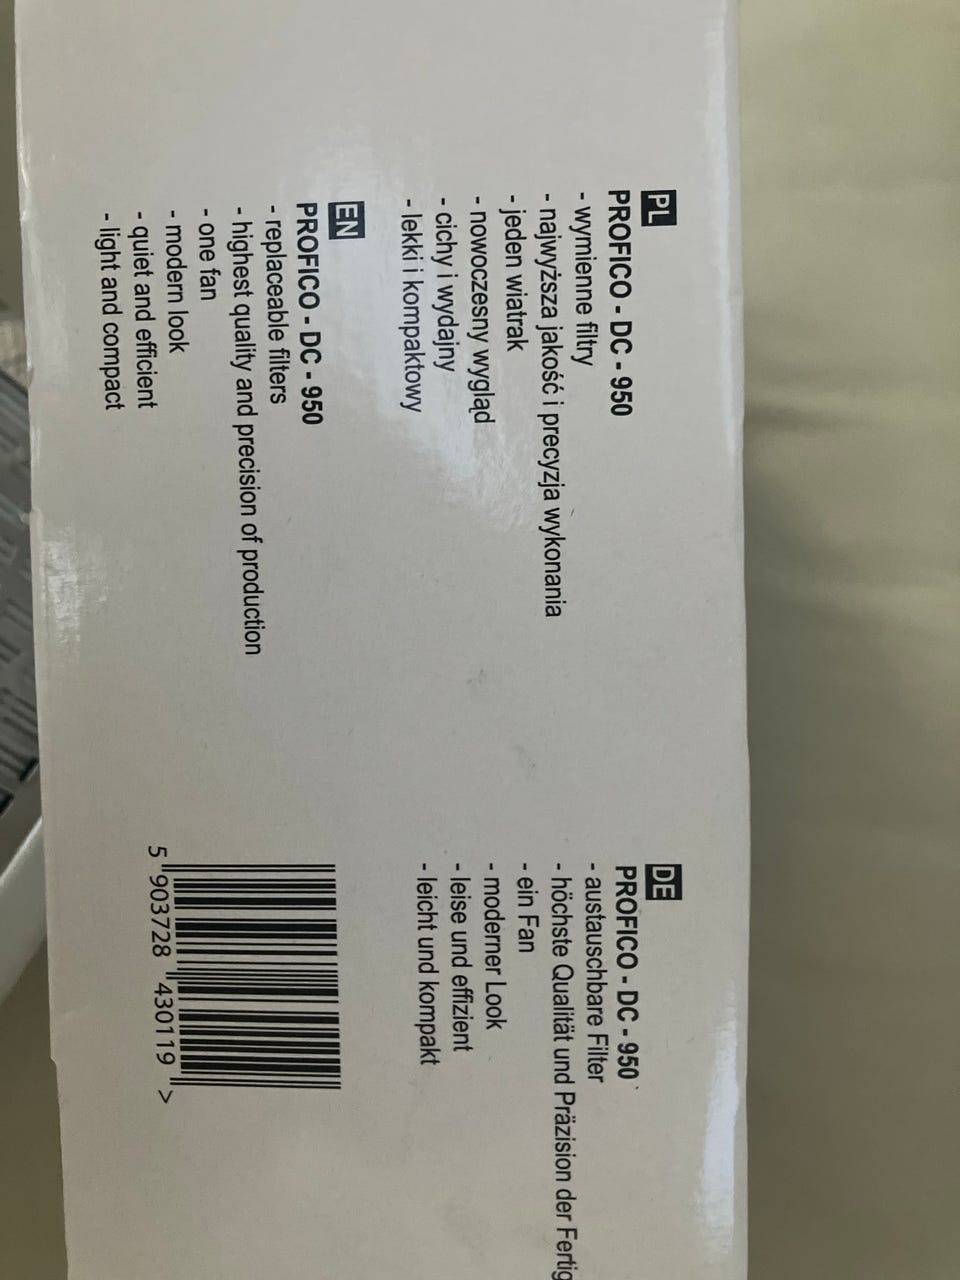 PL
PROFICO - DC - 950
- wymienne filtry
- najwyższa jakość i precyzja wykonania
- jeden wiatrak
- nowoczesny wygląd
- cichy i wydajny
- lekki i kompaktowy
EN
PROFICO - DC - 950
- replaceable filters
- highest quality and precision of production
- one fan
- modern look
- quiet and efficient
- light and compact
DE
PROFICO - DC - 950
- austauschbare Filter
- höchste Qualität und Präzision der Fertig
- ein Fan
- moderner Look
- leise und effizient
- leicht und kompakt
5 903728 430119 >